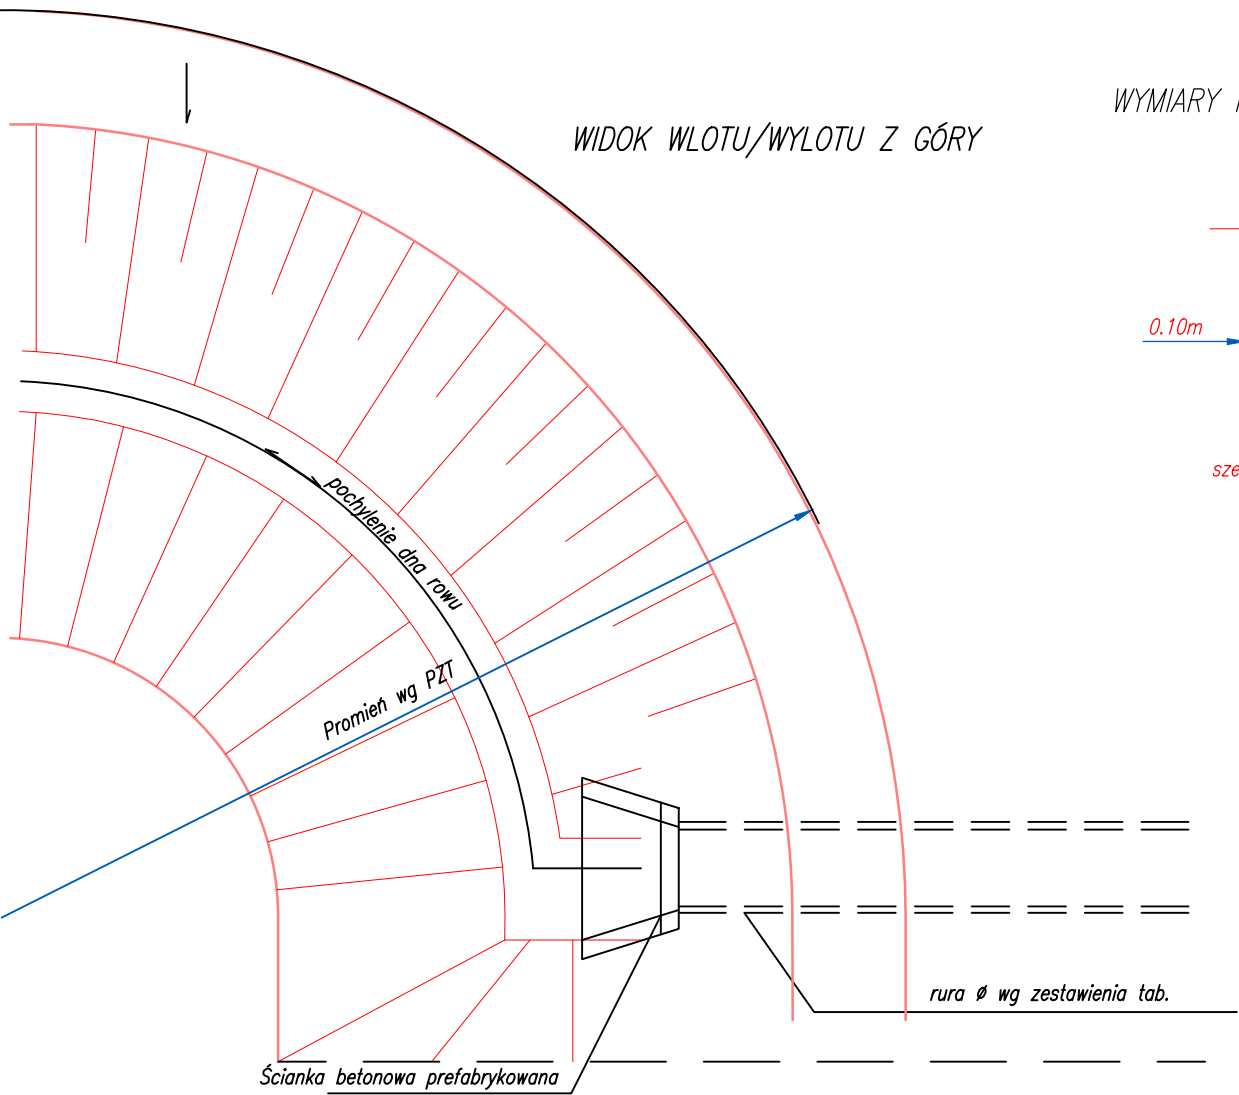 WYMIARY
WIDOK WLOTU/WYLOTU Z GÓRY
0.10m
sze
pochylenie dna rowu
Promień wg PZT
rura ø wg zestawienia tab.
Ścianka betonowa prefabrykowana